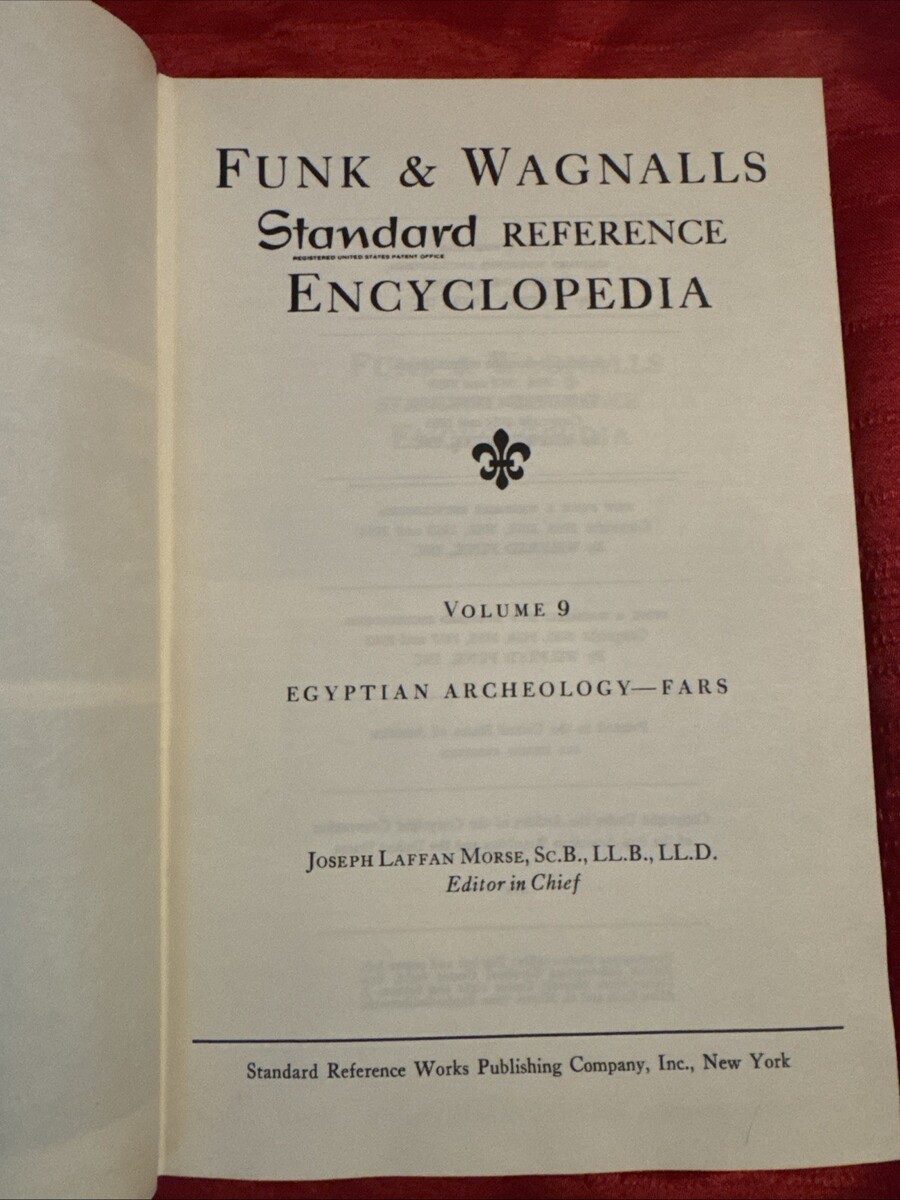 FUNK & WAGNALLS
Standard REFERENCE
REGISTERED UNITED STATES PATENT OFFICE
ENCYCLOPEDIA
VOLUME 9
EGYPTIAN ARCHEOLOGY—FARS
JOSEPH LAFFAN MORSE, Sc.B., LL.B., LL.D.
Editor in Chief
Standard Reference Works Publishing Company, Inc., New York